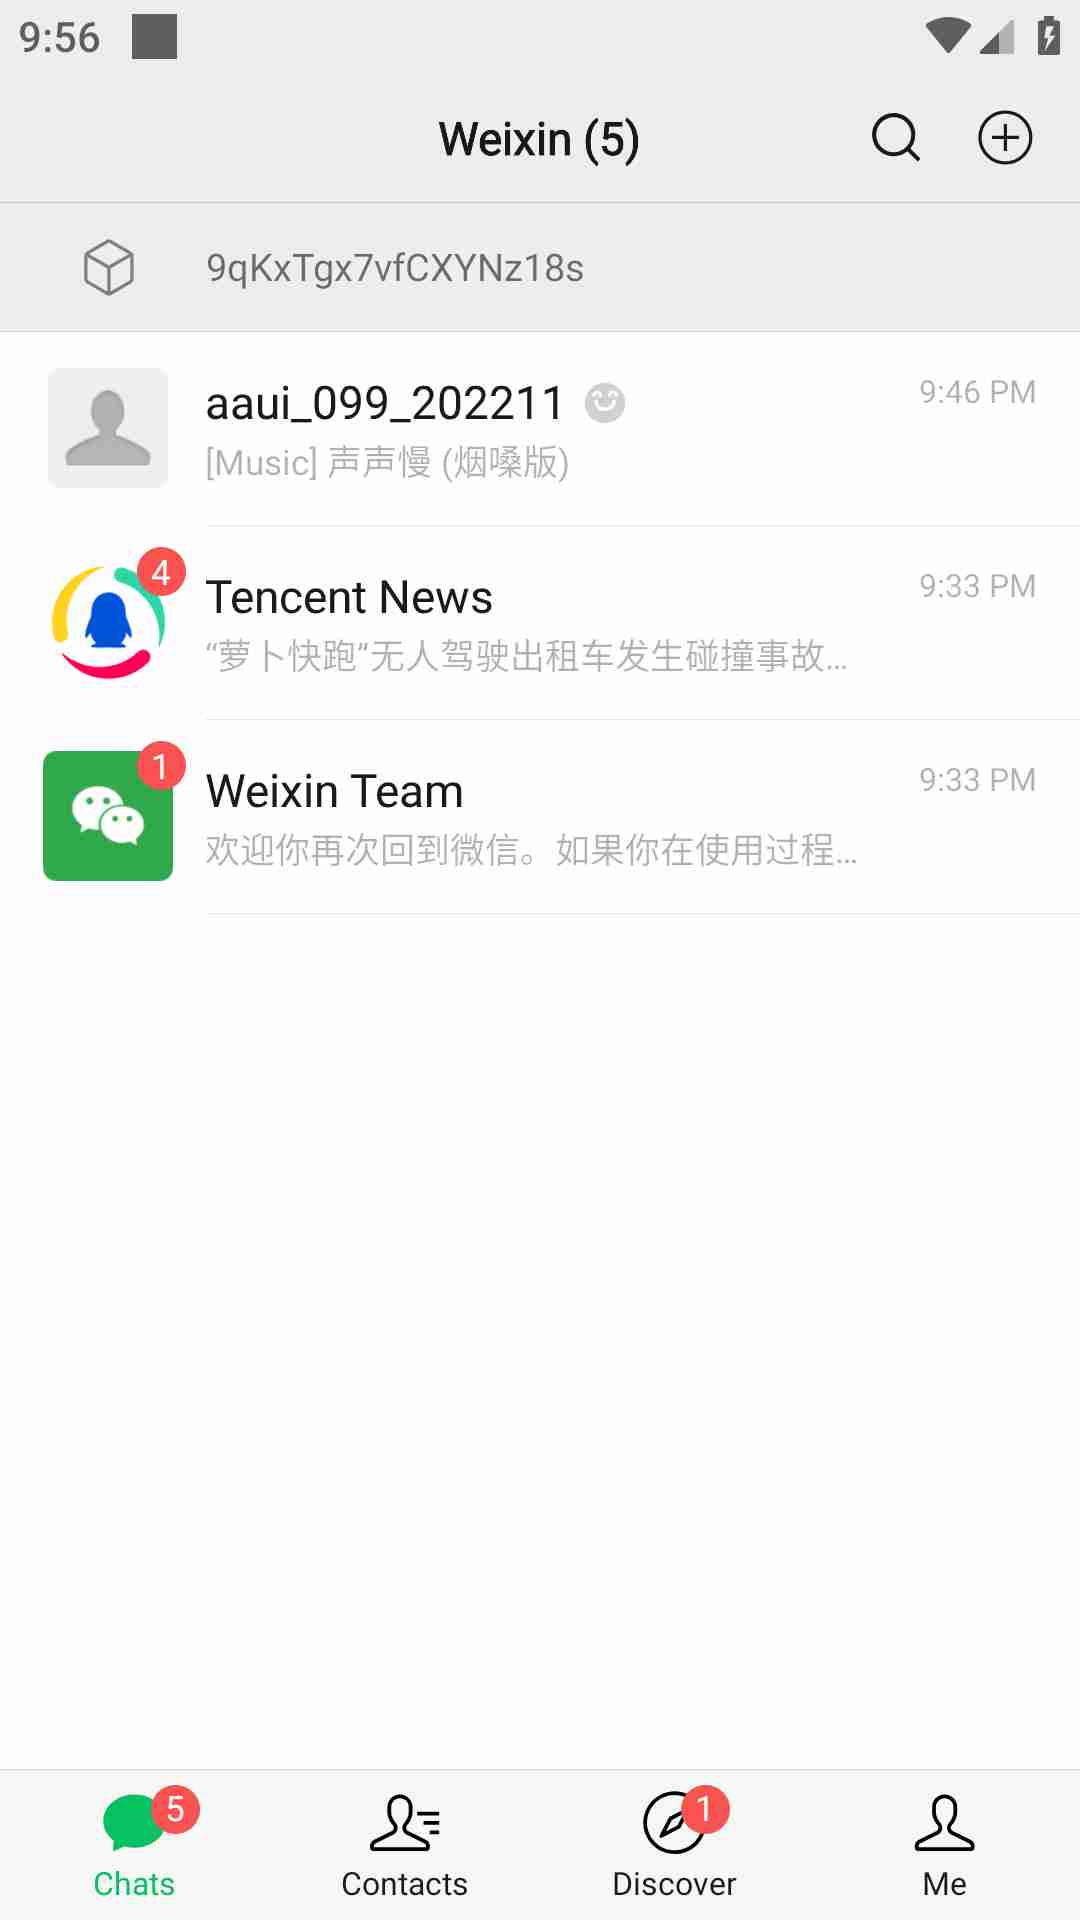 9:56
Weixin (5)
9qKxTgx7vfCXYNz18s
aaui_099_202211
9:46 PM
[Music] 声声慢 (烟嗓版)
4
Tencent News
9:33 PM
“萝卜快跑”无人驾驶出租车发生碰撞事故...
1
Weixin Team
9:33 PM
欢迎你再次回到微信。如果你在使用过程...
5
1
Chats
Contacts
Discover
Me